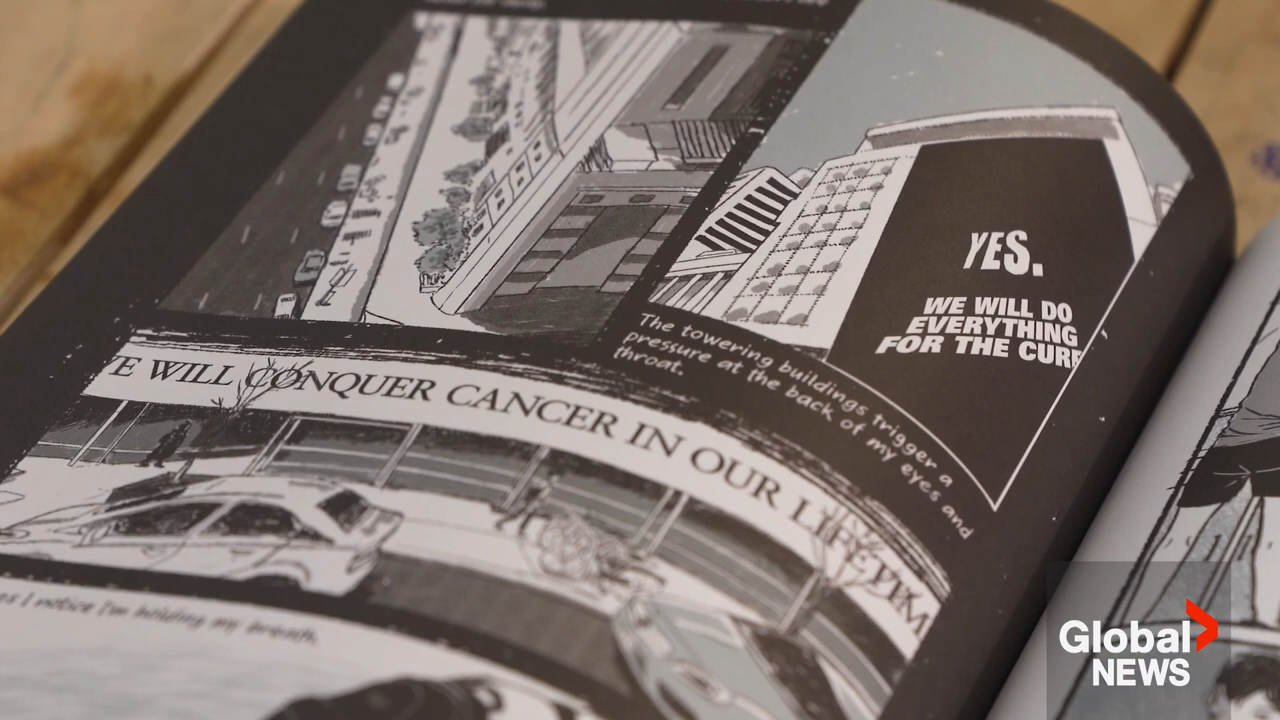 YES.
WE WILL DO
EVERYTHING
FOR THE CURE
The towering buildings trigger a
pressure at the back of my eyes and
throat.
E WILL CONQUER CANCER IN OUR LIFETIM
es I notice I'm holding my breath.
Global
NEWS